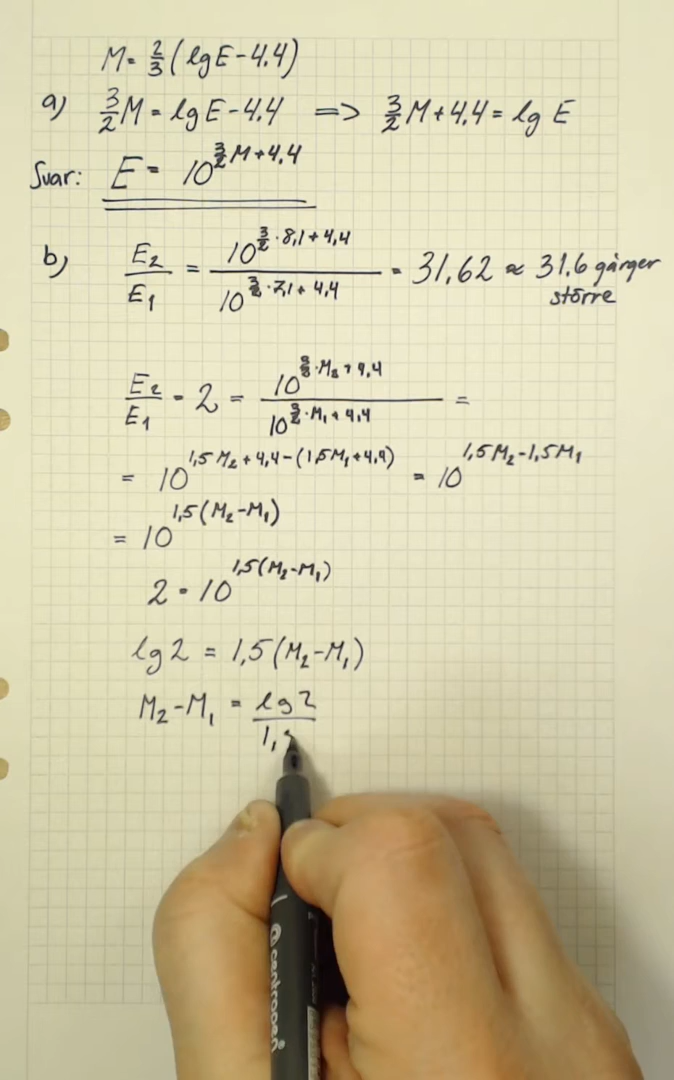 M = 2/3 (lg E - 4.4)
a) 3/2 M = lg E - 4.4 => 3/2 M + 4.4 = lg E
Svar: E = 10^(3/2 M + 4.4)
b) E₂/E₁ = 10^(3/2 · 8,1 + 4,4) / 10^(3/2 · 7,1 + 4,4) = 31,62 ≈ 31.6 gånger
större
E₂/E₁ = 2 = 10^(3/2 · M₂ + 4,4) / 10^(3/2 · M₁ + 4,4) =
= 10^(1,5 M₂ + 4,4 - (1,5 M₁ + 4,4)) = 10^(1,5 M₂ - 1,5 M₁)
= 10^(1,5 (M₂ - M₁))
2 = 10^(1,5 (M₂ - M₁))
lg 2 = 1,5 (M₂ - M₁)
M₂ - M₁ = lg 2 / 1,
centropen